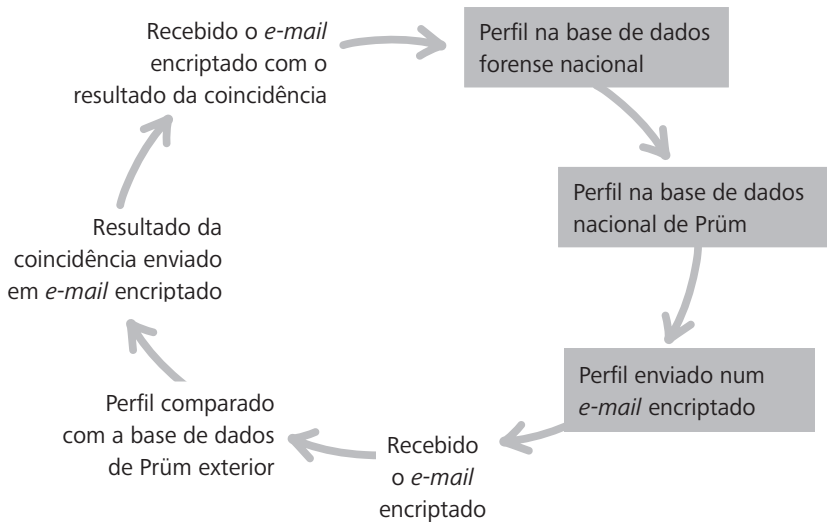 Recebido o e-mail
encriptado com o
resultado da coincidência
Perfil na base de dados
forense nacional
Perfil na base de dados
nacional de Prüm
Perfil enviado num
e-mail encriptado
Recebido
o e-mail
encriptado
Perfil comparado
com a base de dados
de Prüm exterior
Resultado da
coincidência enviado
em e-mail encriptado